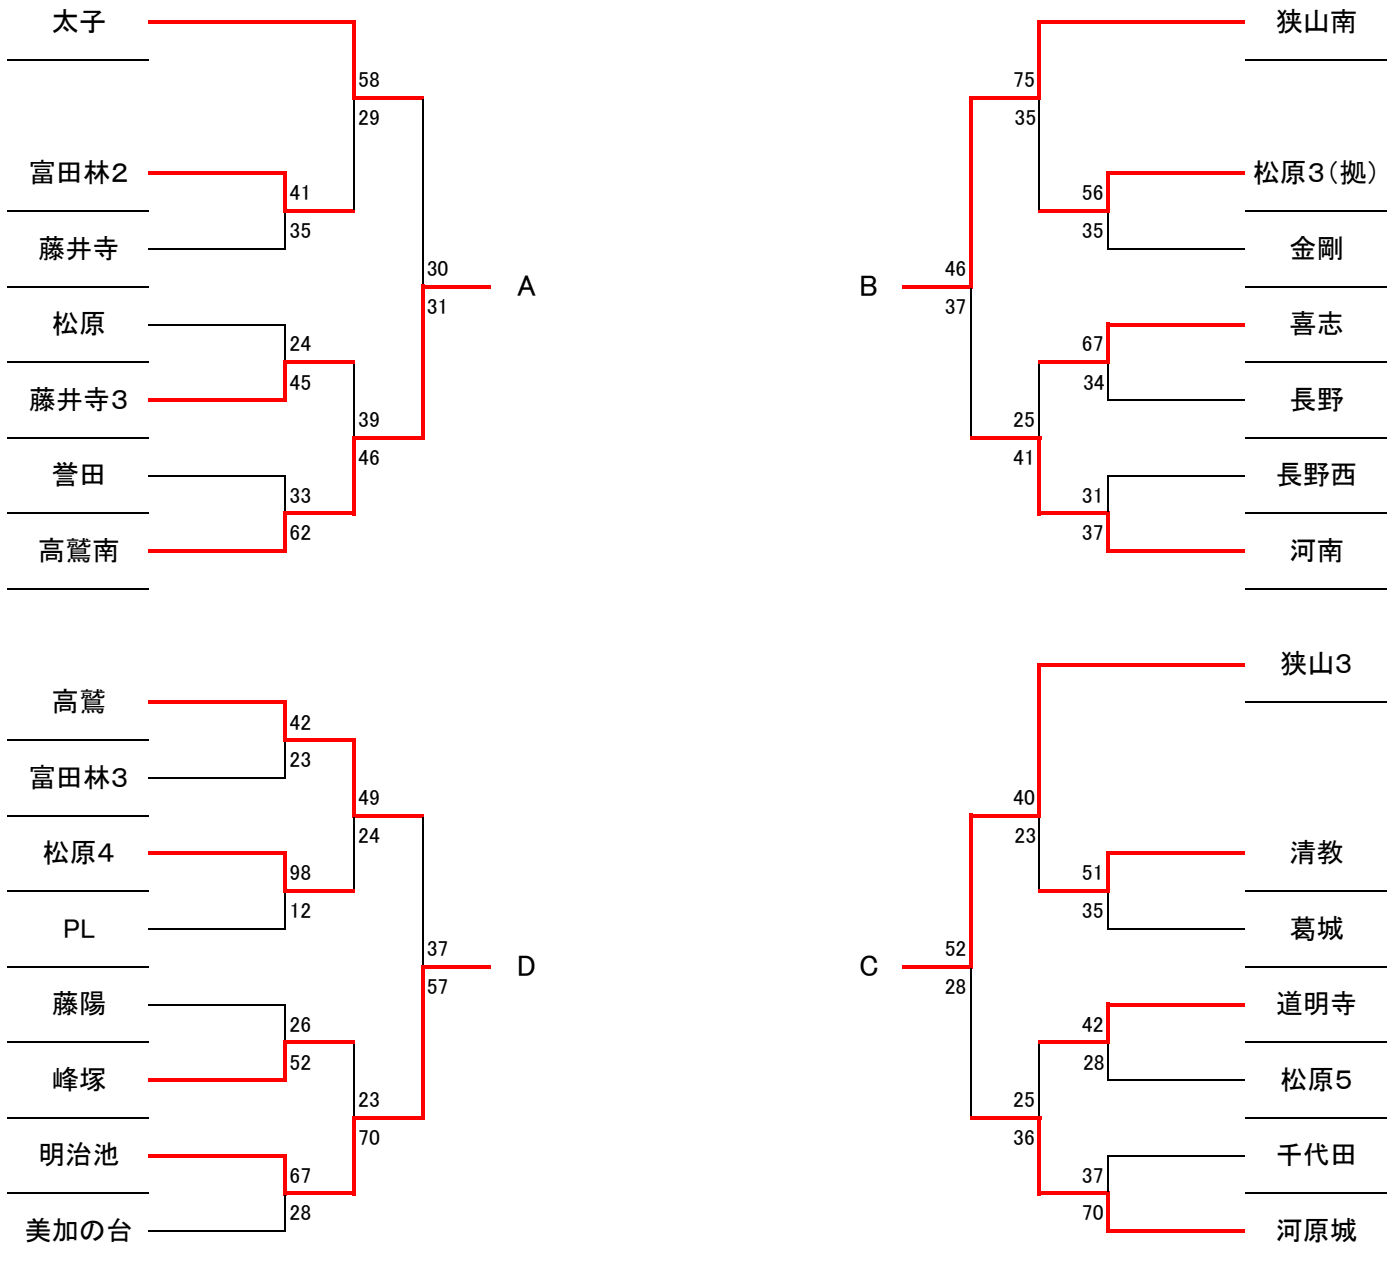 太子
58
29
富田林2
41
35
藤井寺
30
A
31
松原
24
藤井寺3
45
39
46
誉田
33
62
高鷲南
狭山南
75
35
松原3(拠)
56
35
金剛
46
B
37
喜志
67
34
長野
25
41
長野西
31
37
河南
高鷲
42
23
富田林3
49
24
松原4
98
12
PL
37
D
57
藤陽
26
52
峰塚
23
70
明治池
67
28
美加の台
狭山3
40
23
清教
51
35
葛城
52
C
28
道明寺
42
28
松原5
25
36
千代田
37
70
河原城